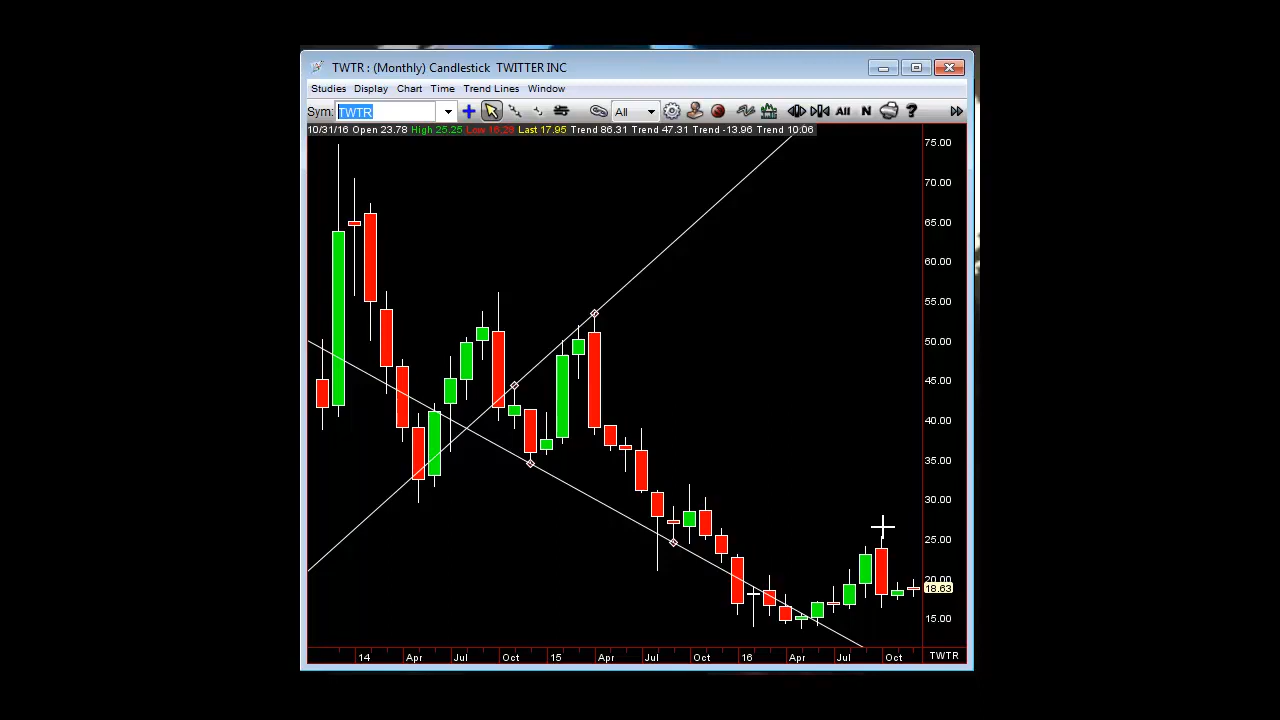 TWTR : (Monthly) Candlestick TWITTER INC
Studies Display Chart Time Trend Lines Window
Sym: TWTR All All N ?
10/31/16 Open 23.78 High 25.25 Low 16.28 Last 17.95 Trend 86.31 Trend 47.31 Trend -13.96 Trend 10.06
75.00
70.00
65.00
60.00
55.00
50.00
45.00
40.00
35.00
30.00
25.00
20.00
18.63
15.00
14 Apr Jul Oct 15 Apr Jul Oct 16 Apr Jul Oct TWTR